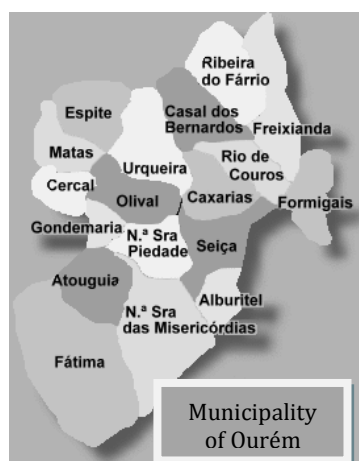 Ribeira
do Fárrio
Espite
Casal dos
Bernardos
Freixianda
Matas
Urqueira
Rio de
Couros
Cercal
Olival
Caxarias
Formigais
Gondemaria
N.ª Sra
Piedade
Seiça
Atouguia
Alburitel
N.ª Sra
das Misericórdias
Fátima
Municipality
of Ourém